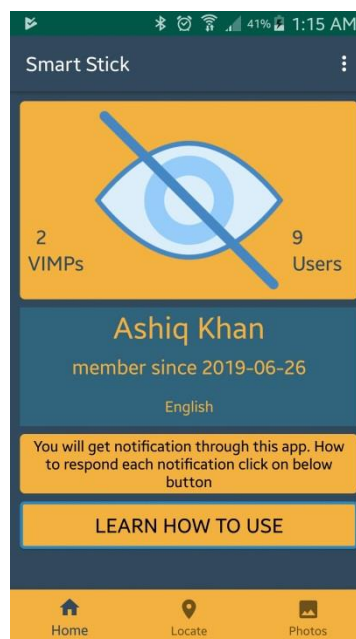 41% 1:15 AM
Smart Stick
2
VIMPs
9
Users
Ashiq Khan
member since 2019-06-26
English
You will get notification through this app. How
to respond each notification click on below
button
LEARN HOW TO USE
Home
Locate
Photos